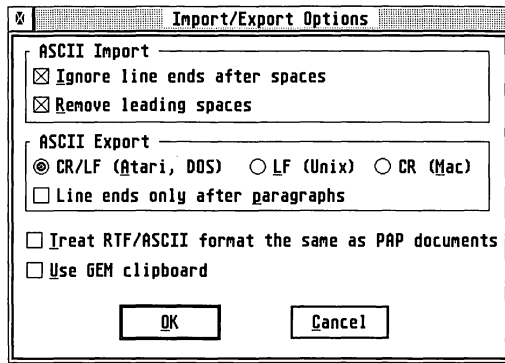 Import/Export Options
ASCII Import
Ignore line ends after spaces
Remove leading spaces
ASCII Export
CR/LF (Atari, DOS) LF (Unix) CR (Mac)
Line ends only after paragraphs
Treat RTF/ASCII format the same as PAP documents
Use GEM clipboard
OK Cancel